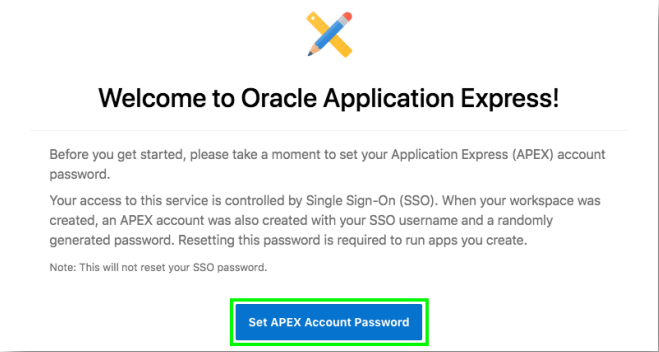 Welcome to Oracle Application Express!
Before you get started, please take a moment to set your Application Express (APEX) account
password.
Your access to this service is controlled by Single Sign-On (SSO). When your workspace was
created, an APEX account was also created with your SSO username and a randomly
generated password. Resetting this password is required to run apps you create.
Note: This will not reset your SSO password.
Set APEX Account Password